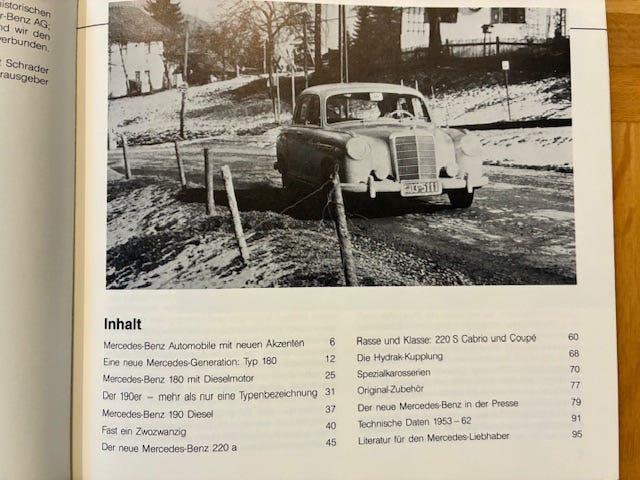 historischen
r-Benz AG;
nd wir den
verbunden.
t Schrader
erausgeber
Inhalt
Mercedes-Benz Automobile mit neuen Akzenten 6
Eine neue Mercedes-Generation: Typ 180 12
Mercedes-Benz 180 mit Dieselmotor 25
Der 190er – mehr als nur eine Typenbezeichnung 31
Mercedes-Benz 190 Diesel 37
Fast ein Zwozwanzig 40
Der neue Mercedes-Benz 220 a 45
Rasse und Klasse: 220 S Cabrio und Coupé 60
Die Hydrak-Kupplung 68
Spezialkarosserien 70
Original-Zubehör 77
Der neue Mercedes-Benz in der Presse 79
Technische Daten 1953–62 91
Literatur für den Mercedes-Liebhaber 95